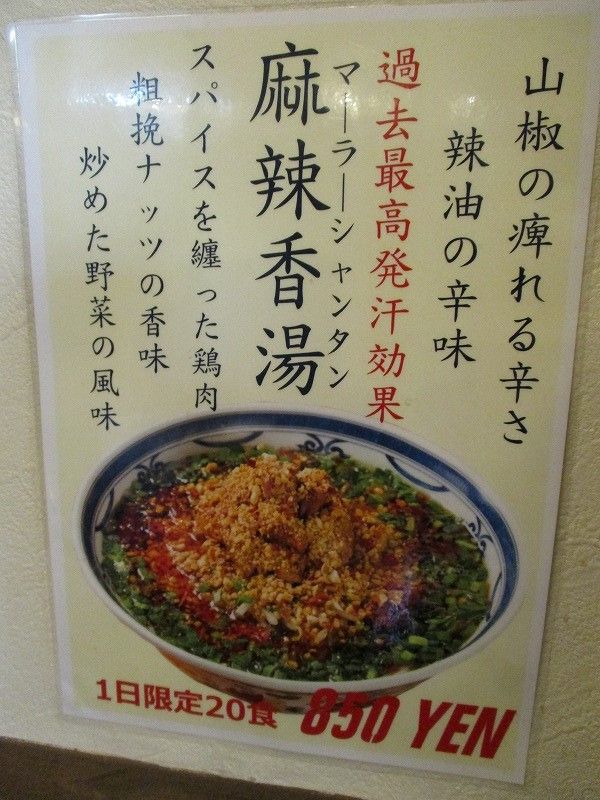 山椒の痺れる辛さ
辣油の辛味
過去最高発汗効果
マーラーシャンタン
麻辣香湯
スパイスを纏った鶏肉
粗挽ナッツの香味
炒めた野菜の風味
1日限定20食
850 YEN